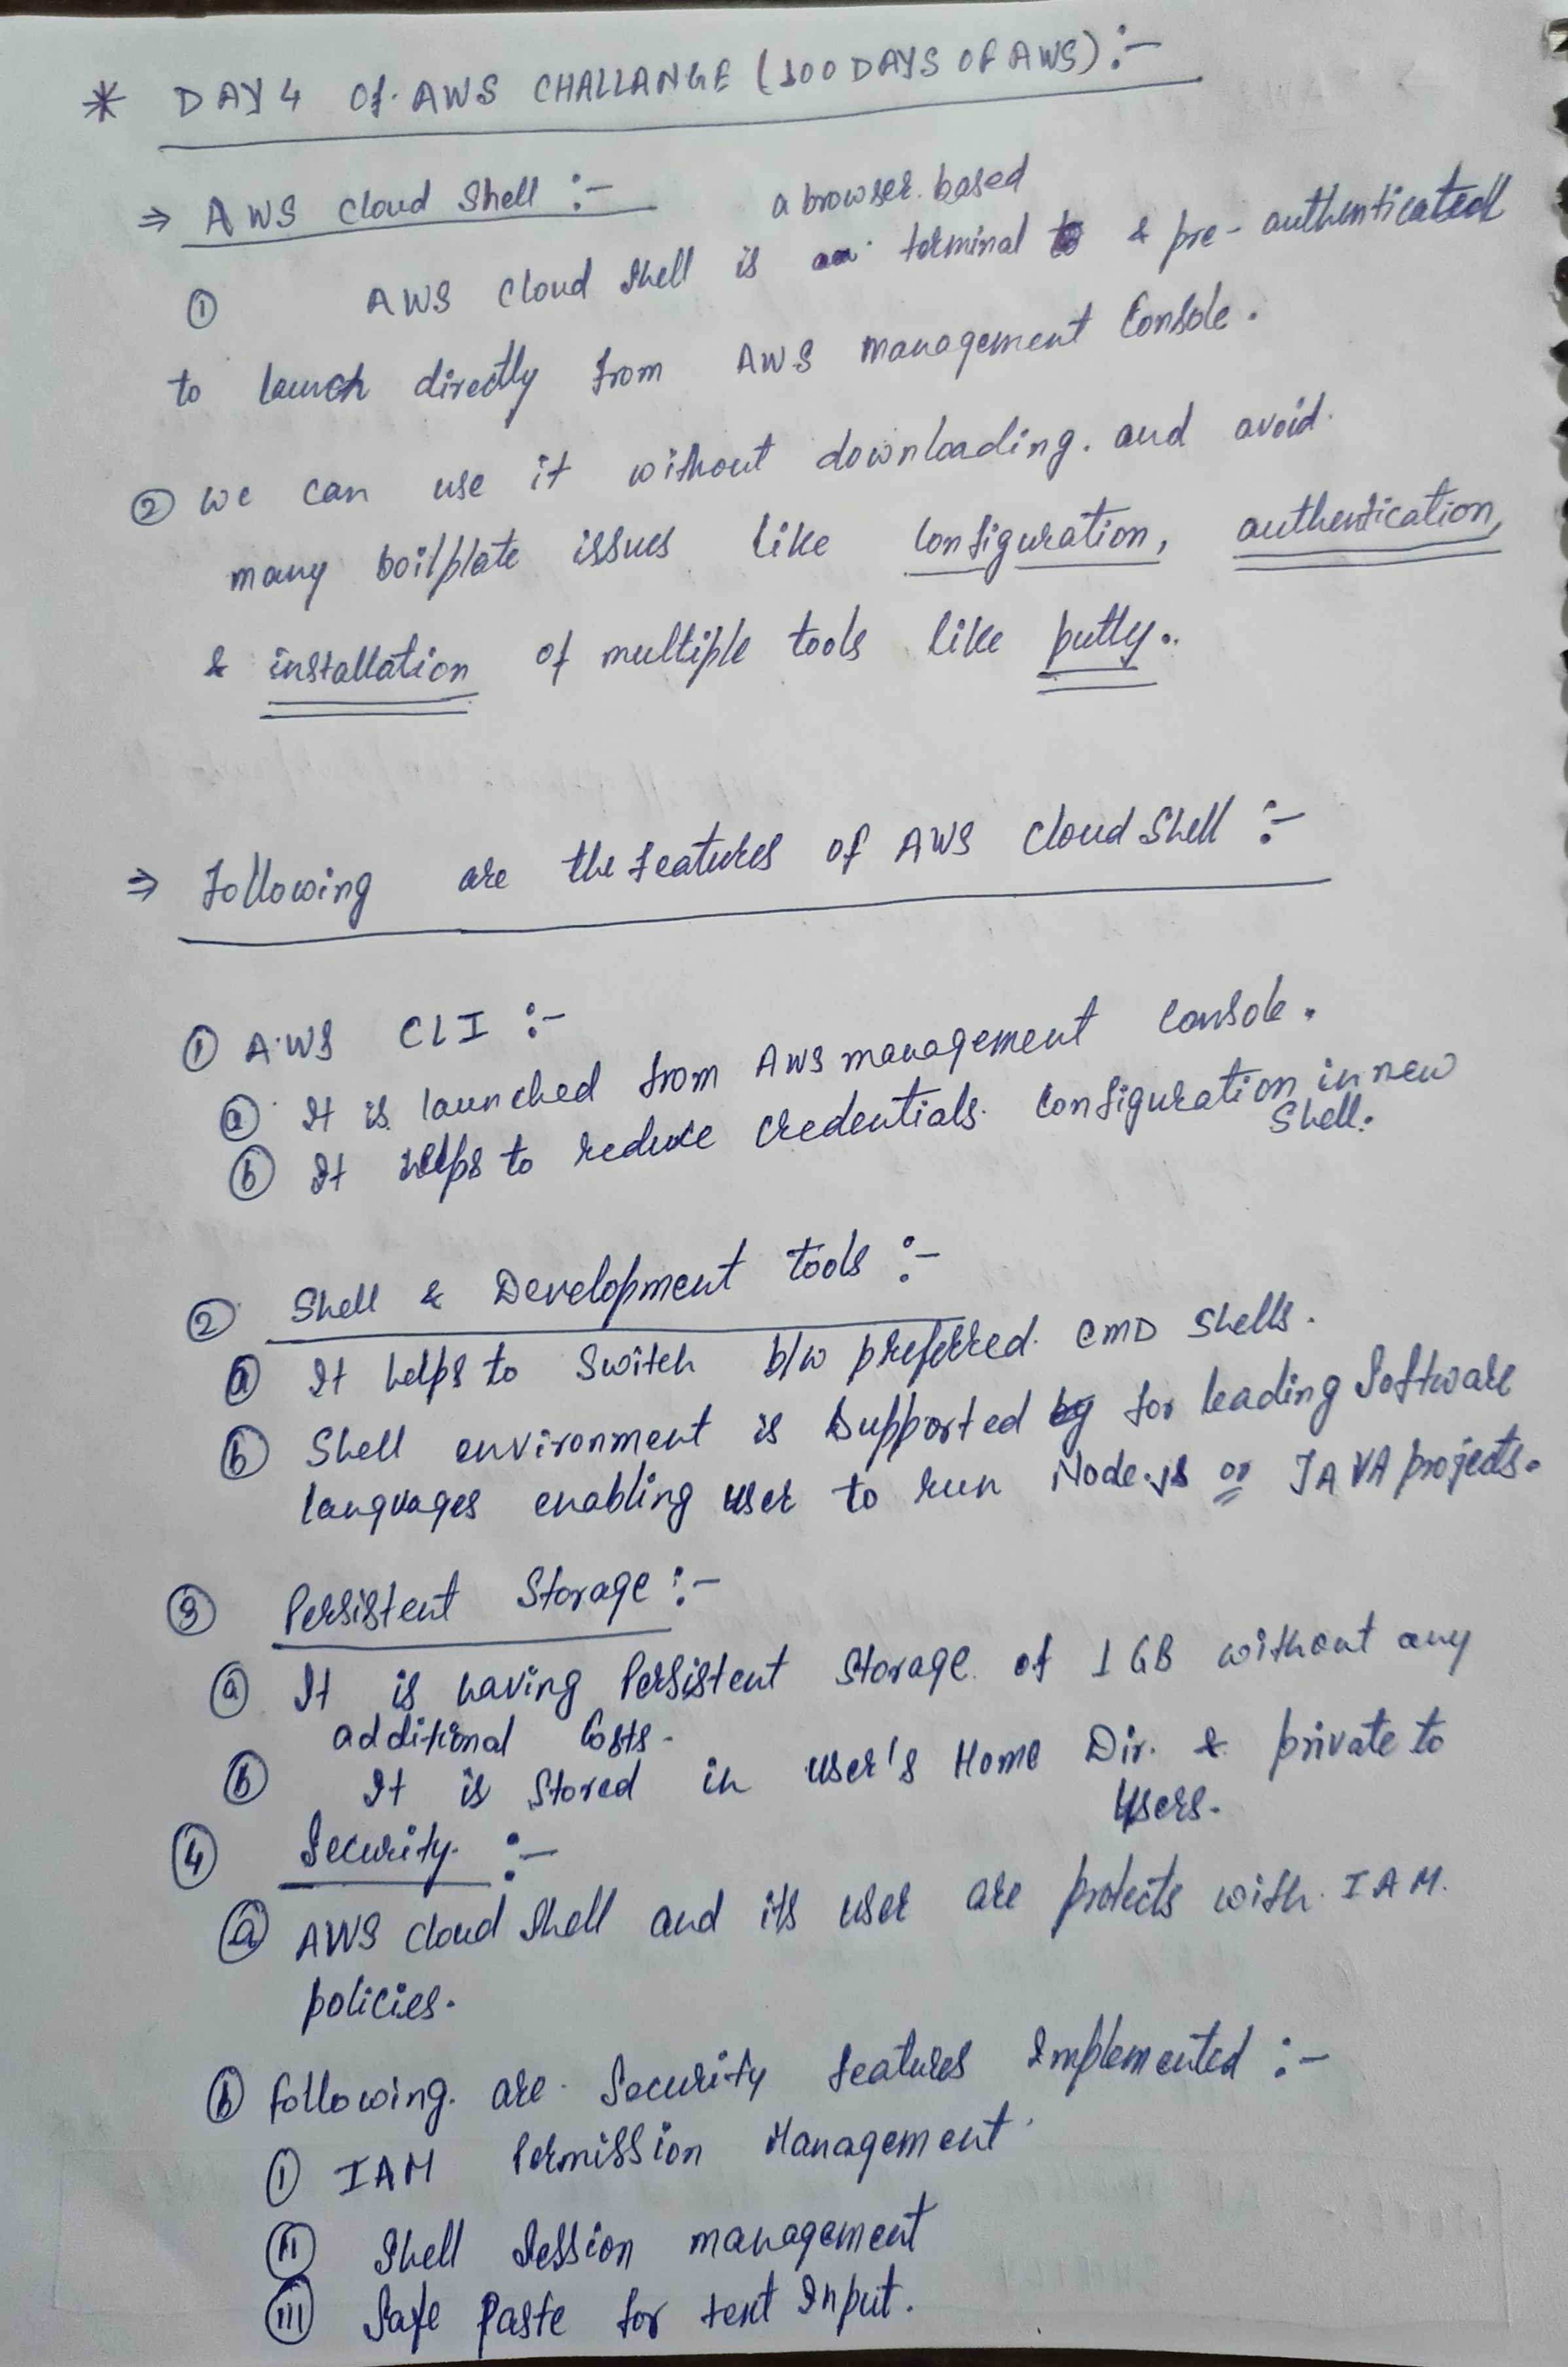 * DAY 4 Of AWS CHALLANGE (100 DAYS OF AWS) :-
⇒ AWS Cloud Shell :-
a browser based
① AWS Cloud Shell is terminal & pre-authenticated
to launch directly from AWS management Console.
② we can use it without downloading. and avoid.
many boilplate issues like Configuration, authentication,
& installation of multiple tools like putty..
⇒ following are the features of AWS Cloud Shell :-
① AWS CLI :-
ⓐ It is launched from AWS management Console.
ⓑ It helps to reduce credentials configuration in new
Shell.
② Shell & Development tools :-
ⓐ It helps to Switch b/w preferred CMD Shells.
ⓑ Shell environment is Supported for leading Software
languages enabling user to run Node.js or JAVA projects.
③ Persistent Storage :-
ⓐ It is having Persistent Storage of 1 GB without any
additional Costs.
ⓑ It is Stored in user's Home Dir. & private to
Users.
④ Security :-
ⓐ AWS Cloud Shell and its user are protects with IAM.
policies.
ⓑ following are Security features Implemented :-
Ⓘ IAM Permission Management
Ⓘⓘ Shell Session management
Ⓘⓘⓘ Safe Paste for text Input.